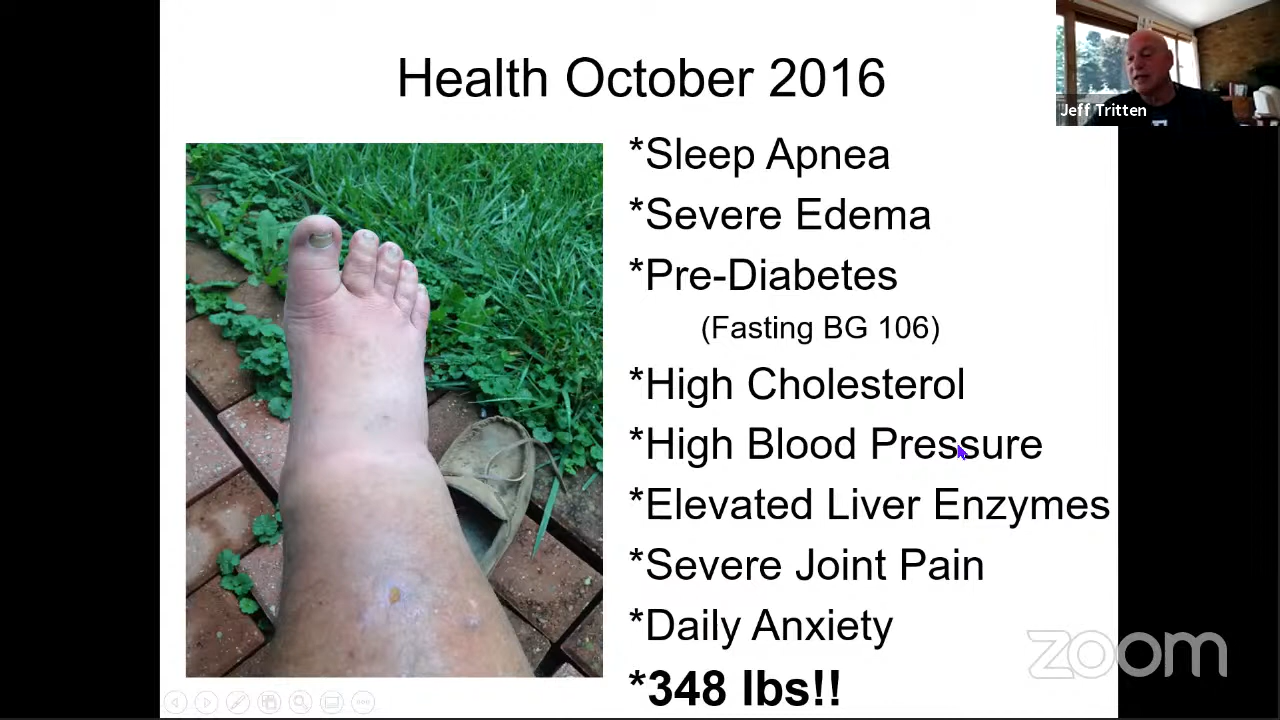 Health October 2016
Jeff Tritten
*Sleep Apnea
*Severe Edema
*Pre-Diabetes
(Fasting BG 106)
*High Cholesterol
*High Blood Pressure
*Elevated Liver Enzymes
*Severe Joint Pain
*Daily Anxiety
*348 lbs!!
zoom